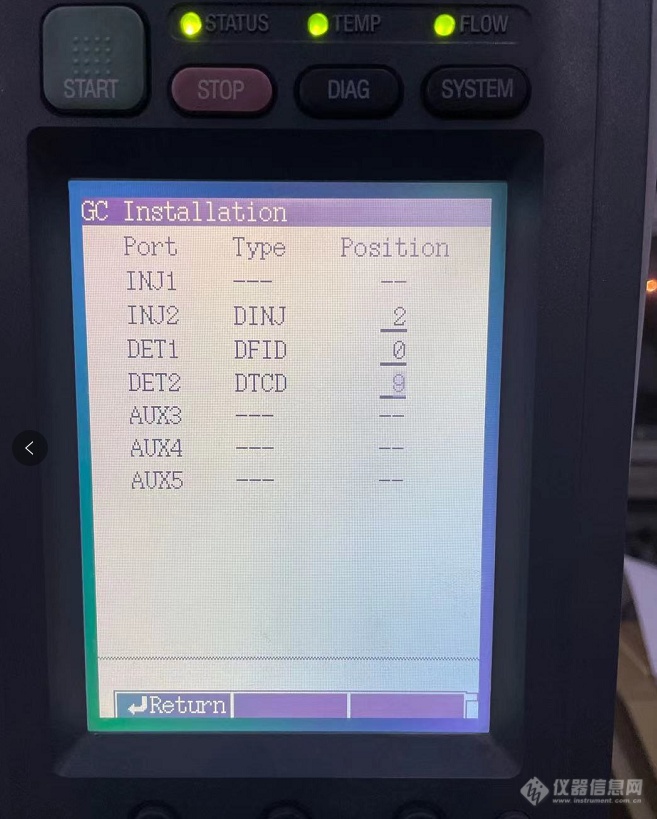 STATUS TEMP FLOW
START STOP DIAG SYSTEM
GC Installation
Port Type Position
INJ1 --- --
INJ2 DINJ 2
DET1 DFID 0
DET2 DTCD 9
AUX3 --- --
AUX4 --- --
AUX5 --- --
Return
仪器信息网
www.instrument.com.cn